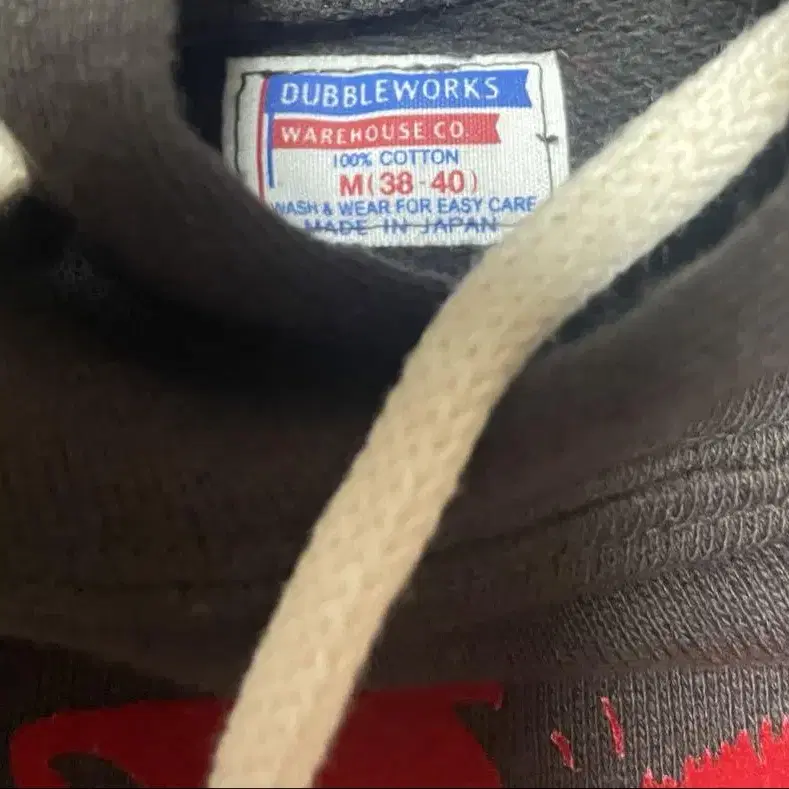 DUBBLEWORKS
WAREHOUSE CO.
100% COTTON
M(38-40)
WASH & WEAR FOR EASY CARE
MADE IN JAPAN